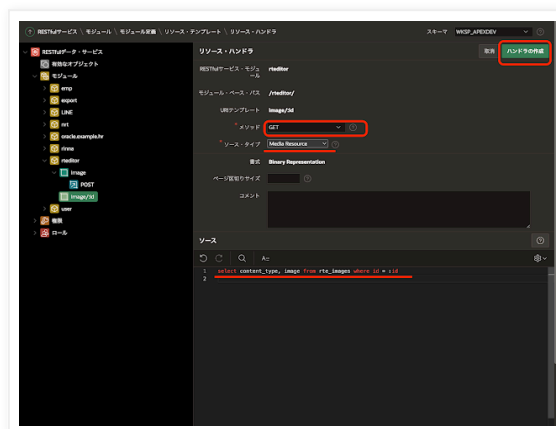 RESTfulサービス \ モジュール \ モジュール定義 \ リソース・テンプレート \ リソース・ハンドラ
スキーマ WKSP_APEXDEV
RESTfulデータ・サービス
有効なオブジェクト
モジュール
emp
export
LINE
nrt
oracle.example.hr
rinna
rteditor
image
POST
image/:id
user
権限
ロール
リソース・ハンドラ
取消
ハンドラの作成
RESTfulサービス・モジュール rteditor
モジュール・ベース・パス /rteditor/
URIテンプレート image/:id
* メソッド GET
* ソース・タイプ Media Resource
書式 Binary Representation
ページ区切りサイズ
コメント
ソース
1 select content_type, image from rte_images where id = :id
2